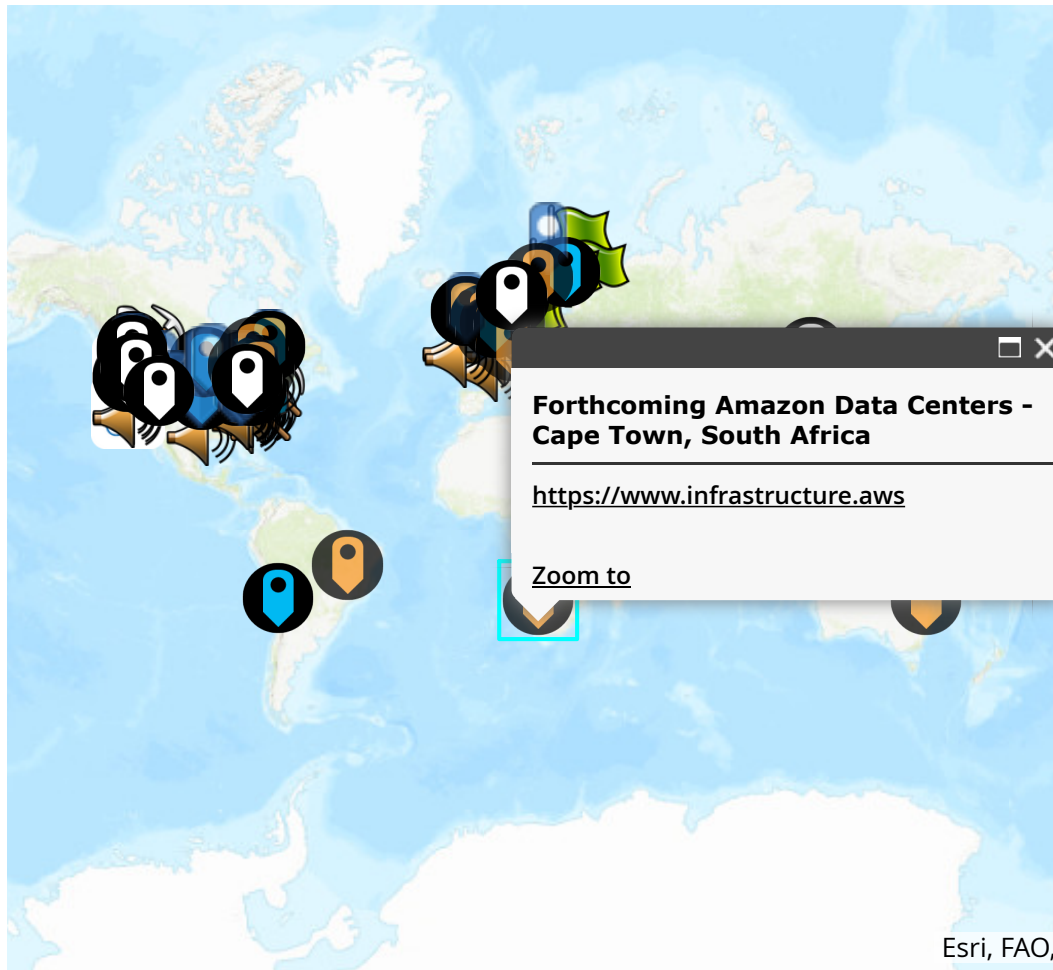 Forthcoming Amazon Data Centers -
Cape Town, South Africa
https://www.infrastructure.aws
Zoom to
Esri, FAO,